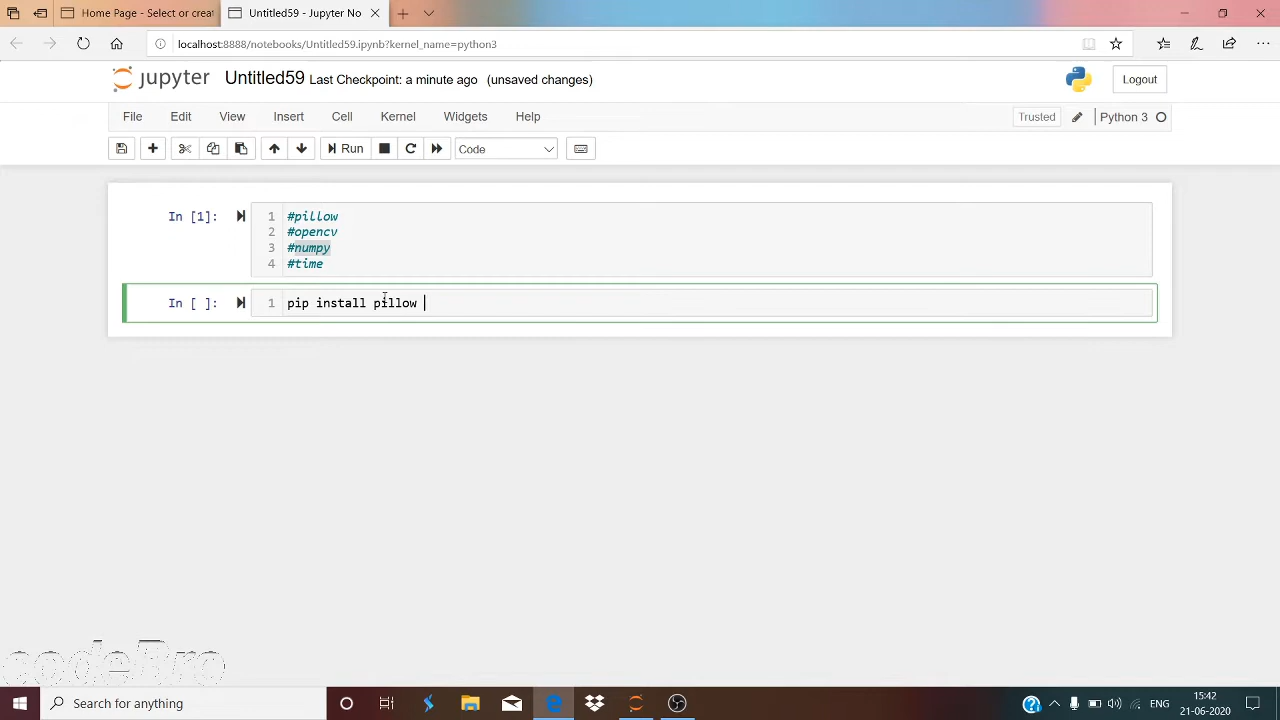 Home Page - Select or creat
Untitled59 - Jupyter No
localhost:8888/notebooks/Untitled59.ipynb?kernel_name=python3
jupyter Untitled59 Last Checkpoint: a minute ago (unsaved changes)
Logout
File Edit View Insert Cell Kernel Widgets Help
Trusted Python 3
Run Code
In [1]:
1 #pillow
2 #opencv
3 #numpy
4 #time
In [ ]:
1 pip install pillow
Search for anything
ENG
15:42
21-06-2020